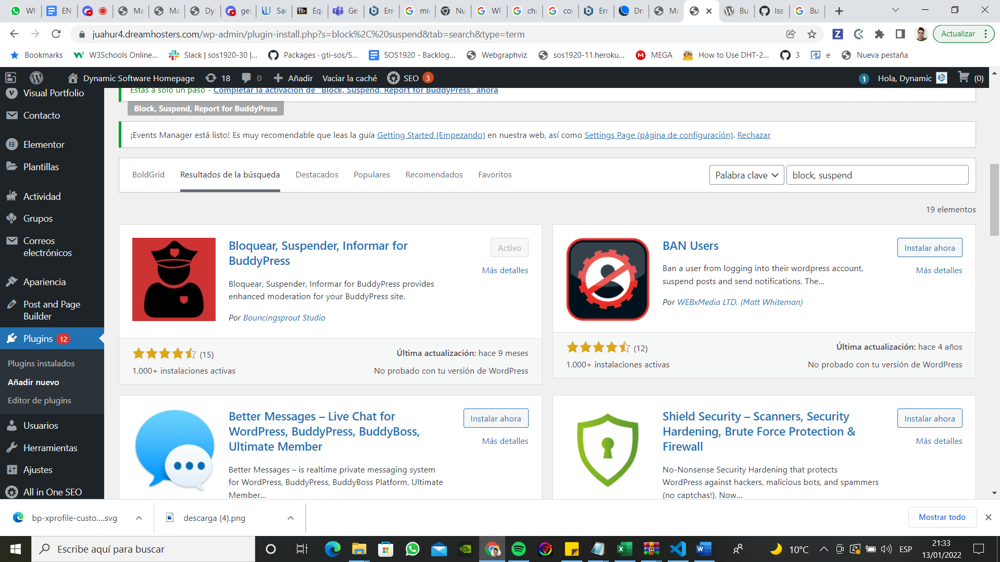 Wh
EN
Ma
Ma
Dy
ge
Sa
Bb
Equ
Ge
Err
mi
Nu
WF
cha
cos
Err
Dre
Ma
Bu
Iss
Bu
juahur4.dreamhosters.com/wp-admin/plugin-install.php?s=block%2C%20suspend&tab=search&type=term
Actualizar
Bookmarks
W3Schools Online...
Slack | sos1920-30 |...
Packages · gti-sos/S...
SOS1920 - Backlog...
Webgraphviz
sos1920-11.heroku...
MEGA
How to Use DHT-2...
3
e
Nueva pestaña
Dynamic Software Homepage
18
0
Añadir
Vaciar la caché
SEO 3
1
Hola, Dynamic
(0)
Visual Portfolio
Contacto
Elementor
Plantillas
Actividad
Grupos
Correos
electrónicos
Apariencia
Post and Page
Builder
Plugins 12
Plugins instalados
Añadir nuevo
Editor de plugins
Usuarios
Herramientas
Ajustes
All in One SEO
Estás a sólo un paso - Completar la activación de "Block, Suspend, Report for BuddyPress" ahora
Block, Suspend, Report for BuddyPress
¡Events Manager está listo! Es muy recomendable que leas la guía Getting Started (Empezando) en nuestra web, así como Settings Page (página de configuración). Rechazar
BoldGrid
Resultados de la búsqueda
Destacados
Populares
Recomendados
Favoritos
Palabra clave
block, suspend
19 elementos
Bloquear, Suspender, Informar for
BuddyPress
Activo
Más detalles
Bloquear, Suspender, Informar for BuddyPress provides
enhanced moderation for your BuddyPress site.
Por Bouncingsprout Studio
(15)
Última actualización: hace 9 meses
1.000+ instalaciones activas
No probado con tu versión de WordPress
BAN Users
Instalar ahora
Más detalles
Ban a user from logging into their wordpress account,
suspend posts and send notifications. The...
Por WEBxMedia LTD. (Matt Whiteman)
(12)
Última actualización: hace 4 años
1.000+ instalaciones activas
No probado con tu versión de WordPress
Better Messages – Live Chat for
WordPress, BuddyPress, BuddyBoss,
Ultimate Member
Instalar ahora
Más detalles
Better Messages – is realtime private messaging system
for WordPress, BuddyPress, BuddyBoss Platform, Ultimate
Member...
Shield Security – Scanners, Security
Hardening, Brute Force Protection &
Firewall
Instalar ahora
Más detalles
No-Nonsense Security Hardening that protects
WordPress against hackers, malicious bots, and spammers
(no captchas!). Now...
bp-xprofile-custo....svg
descarga (4).png
Mostrar todo
Escribe aquí para buscar
10°C
ESP
21:33
13/01/2022